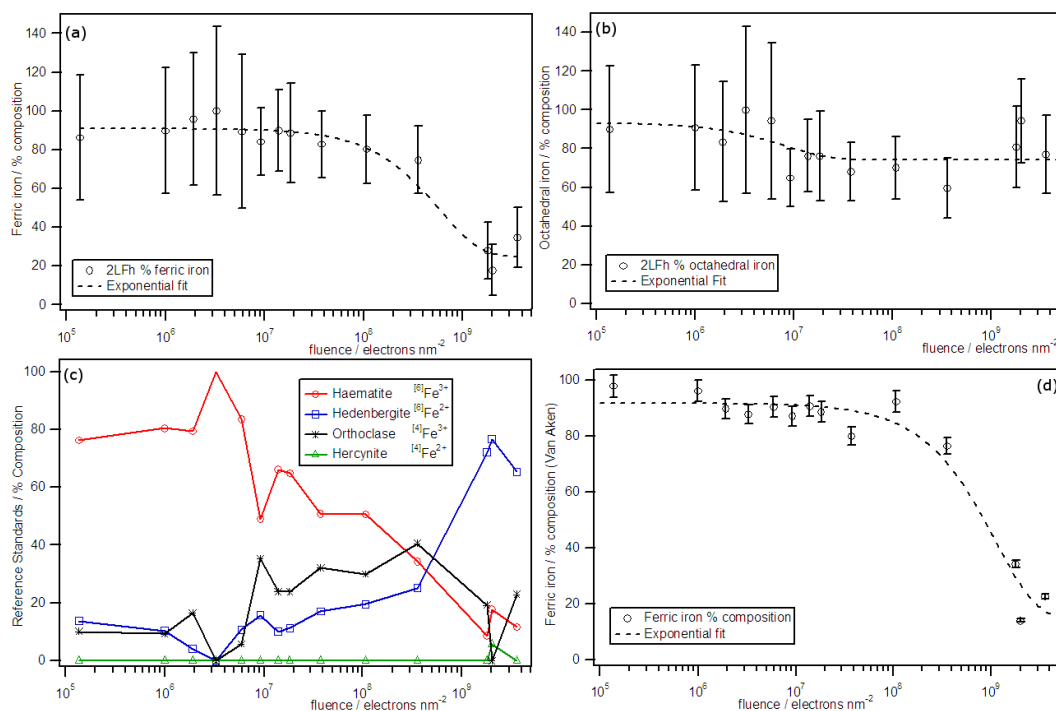 (a)
Ferric iron / % composition
140
120
100
80
60
40
20
0
2LFh % ferric iron
Exponential fit
10^5
10^6
10^7
10^8
10^9
fluence / electrons nm^-2
(b)
Octahedral iron / % composition
140
120
100
80
60
40
20
0
2LFh % octahedral iron
Exponential Fit
10^5
10^6
10^7
10^8
10^9
fluence / electrons nm^-2
(c)
Reference Standards / % Composition
100
80
60
40
20
0
Haematite [6]Fe3+
Hedenbergite [6]Fe2+
Orthoclase [4]Fe3+
Hercynite [4]Fe2+
10^5
10^6
10^7
10^8
10^9
fluence / electrons nm^-2
(d)
Ferric iron / % composition (Van Aken)
100
80
60
40
20
0
Ferric iron % composition
Exponential fit
10^5
10^6
10^7
10^8
10^9
fluence / electrons nm^-2